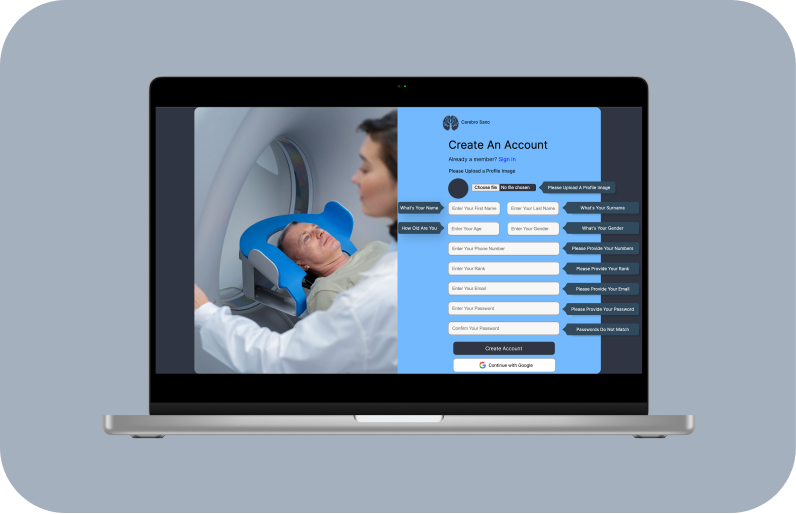 Cerebro Sano
Create An Account
Already a member? Sign in
Please Upload a Profile Image
Choose file No file chosen Please Upload A Profile Image
What's Your Name Enter Your First Name Enter Your Last Name What's Your Surname
How Old Are You Enter Your Age Enter Your Gender What's Your Gender
Enter Your Phone Number Please Provide Your Numbers
Enter Your Rank Please Provide Your Rank
Enter Your Email Please Provide Your Email
Enter Your Password Please Provide Your Password
Confirm Your Password Passwords Do Not Match
Create Account
Continue with Google